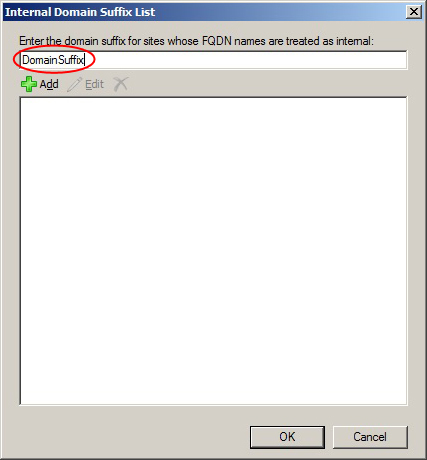 Internal Domain Suffix List
Enter the domain suffix for sites whose FQDN names are treated as internal:
DomainSuffix
Add Edit
OK Cancel